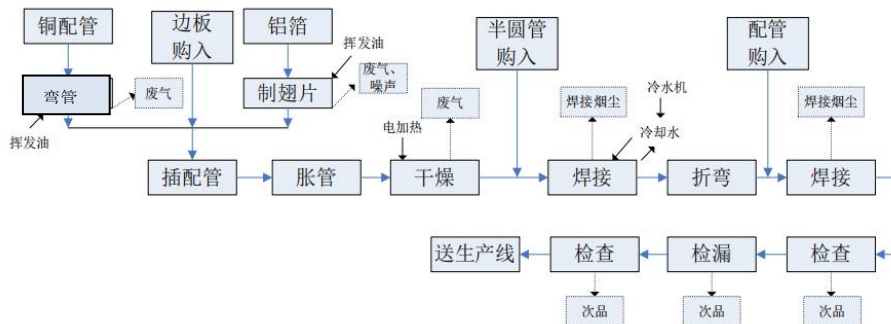 铜配管
边板
购入
铝箔
半圆管
购入
配管
购入
挥发油
弯管
废气
制翅片
废气、
噪声
废气
焊接烟尘
冷水机
焊接烟尘
挥发油
电加热
冷却水
插配管
胀管
干燥
焊接
折弯
焊接
送生产线
检查
检漏
检查
次品
次品
次品